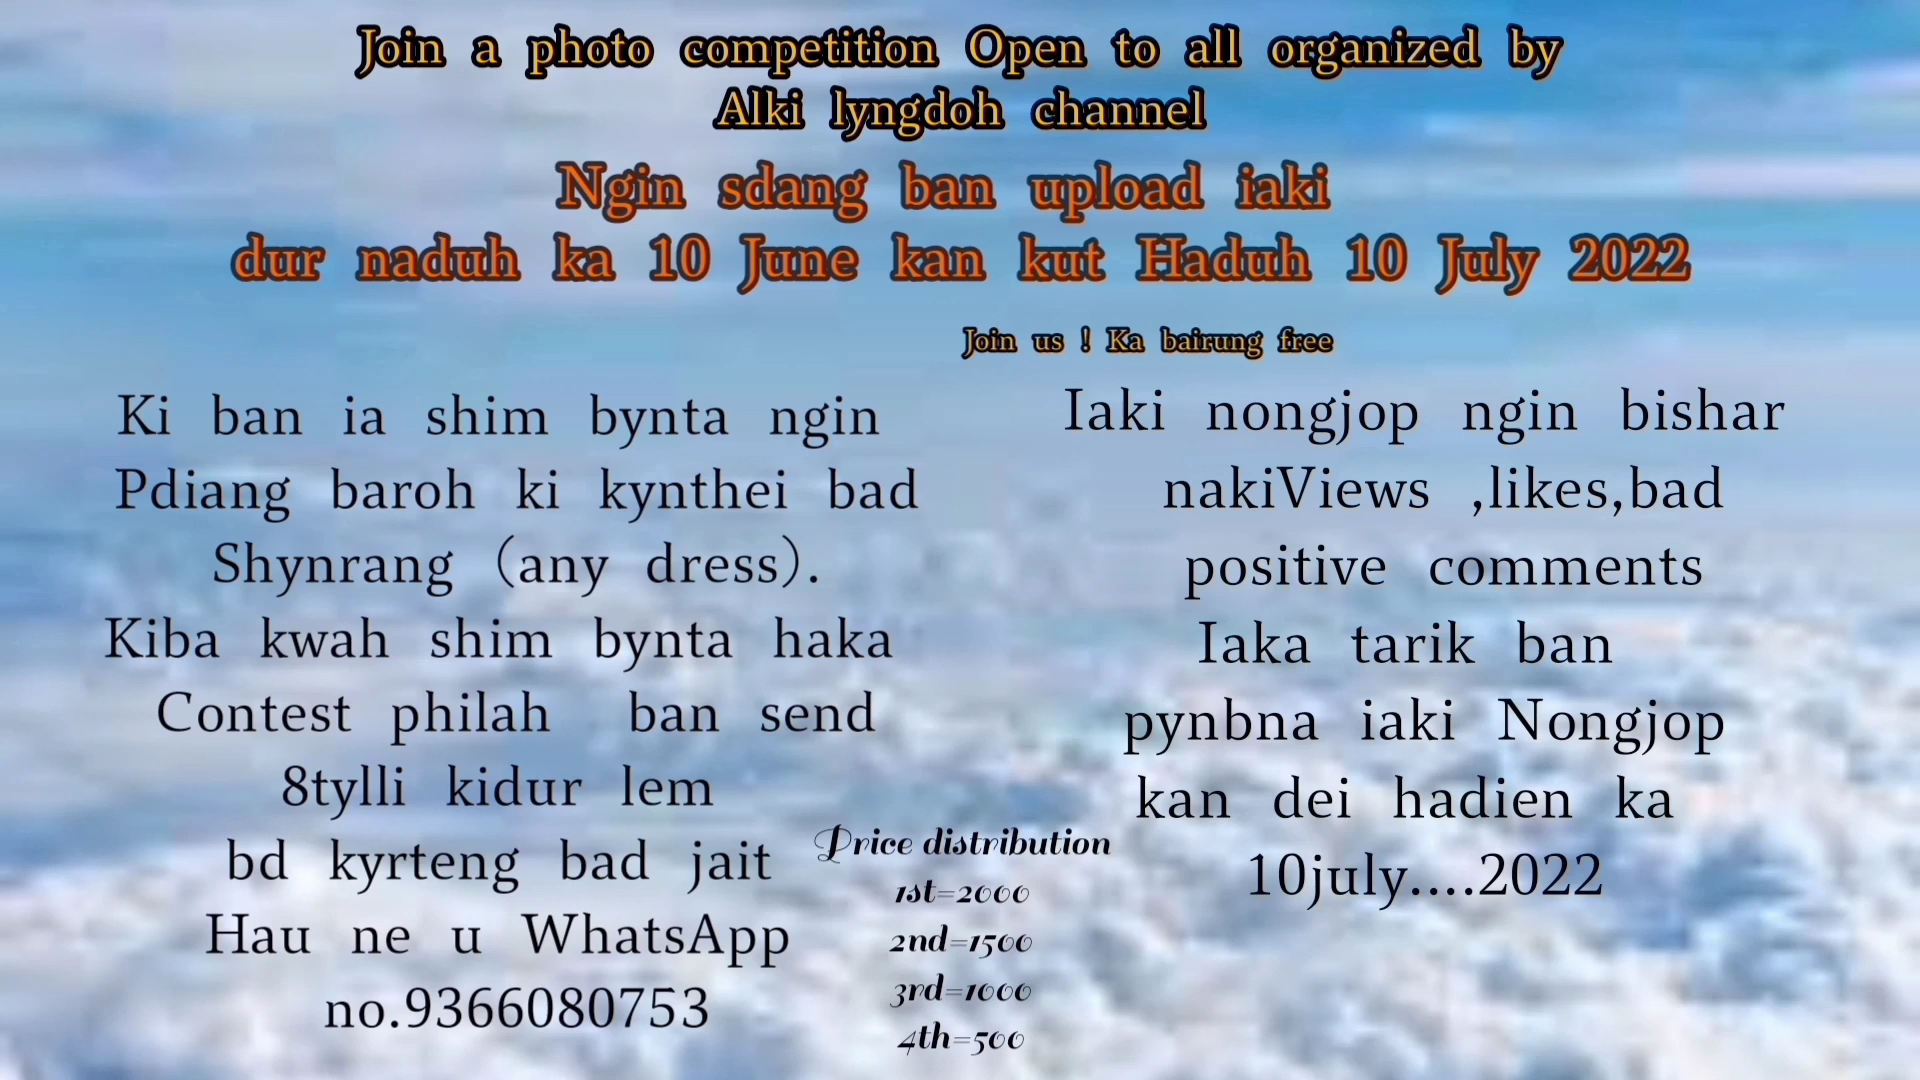 Join a photo competition Open to all organized by
Alki lyngdoh channel
Ngin sdang ban upload iaki
dur naduh ka 10 June kan kut Haduh 10 July 2022
Join us ! Ka bairung free
Ki ban ia shim bynta ngin
Pdiang baroh ki kynthei bad
Shynrang (any dress).
Kiba kwah shim bynta haka
Contest philah ban send
8tylli kidur lem
bd kyrteng bad jait
Hau ne u WhatsApp
no.9366080753
Price distribution
1st=2000
2nd=1500
3rd=1000
4th=500
Iaki nongjop ngin bishar
nakiViews ,likes,bad
positive comments
Iaka tarik ban
pynbna iaki Nongjop
kan dei hadien ka
10july....2022